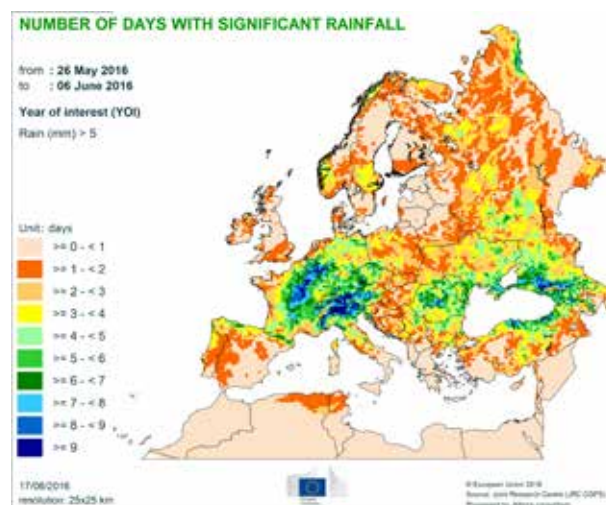 NUMBER OF DAYS WITH SIGNIFICANT RAINFALL
from : 26 May 2016
to : 06 June 2016
Year of interest (YOI)
Rain (mm) > 5
Unit: days
>= 0 - < 1
>= 1 - < 2
>= 2 - < 3
>= 3 - < 4
>= 4 - < 5
>= 5 - < 6
>= 6 - < 7
>= 7 - < 8
>= 8 - < 9
>= 9
17/06/2016
resolution: 25x25 km
© European Union 2016
Source: Joint Research Centre (JRC